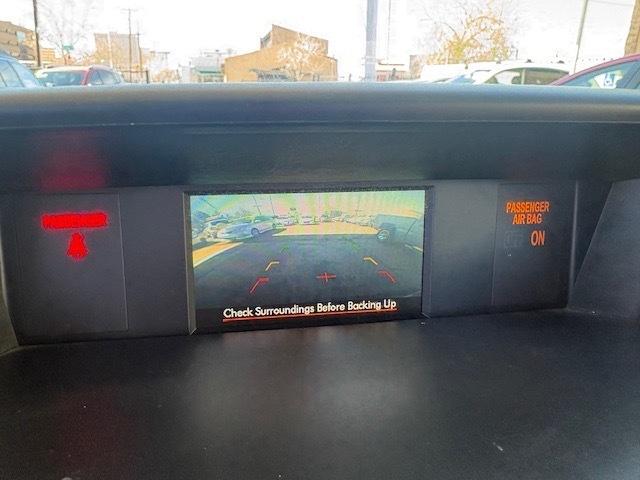 PASSENGER
AIR BAG
ON
Check Surroundings Before Backing Up